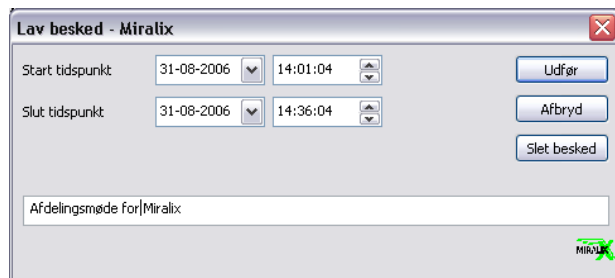 Lav besked - Miralix
Start tidspunkt 31-08-2006 14:01:04 Udfør
Slut tidspunkt 31-08-2006 14:36:04 Afbryd
Slet besked
Afdelingsmøde for Miralix
MIRALIX